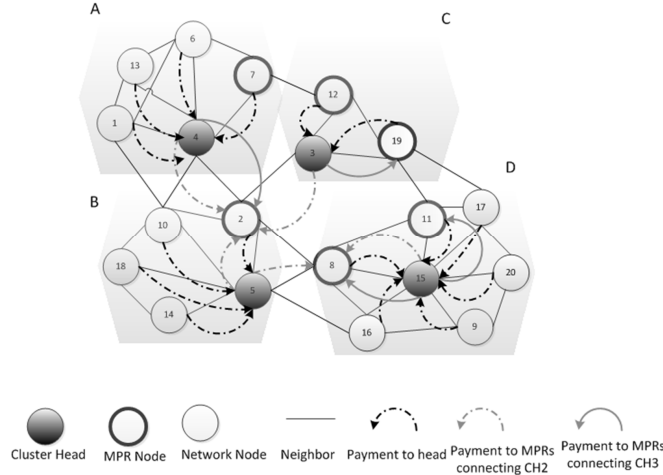 A
C
6
13
7
12
1
4
3
19
D
B
2
11
17
10
18
8
15
20
5
14
16
9
Cluster Head
MPR Node
Network Node
Neighbor
Payment to head
Payment to MPRs
connecting CH2
Payment to MPRs
connecting CH3